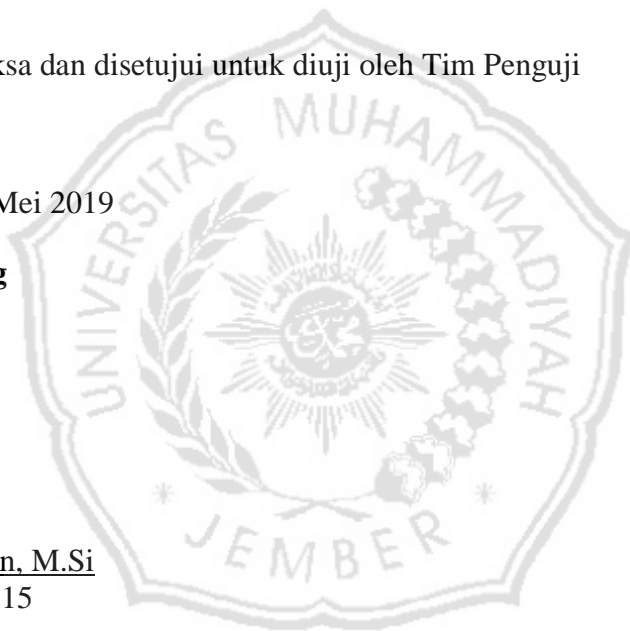 ksa dan disetujui untuk diuji oleh Tim Penguji
Mei 2019
g
UNIVERSITAS MUHAMMADIYAH
JEMBER
n, M.Si
15